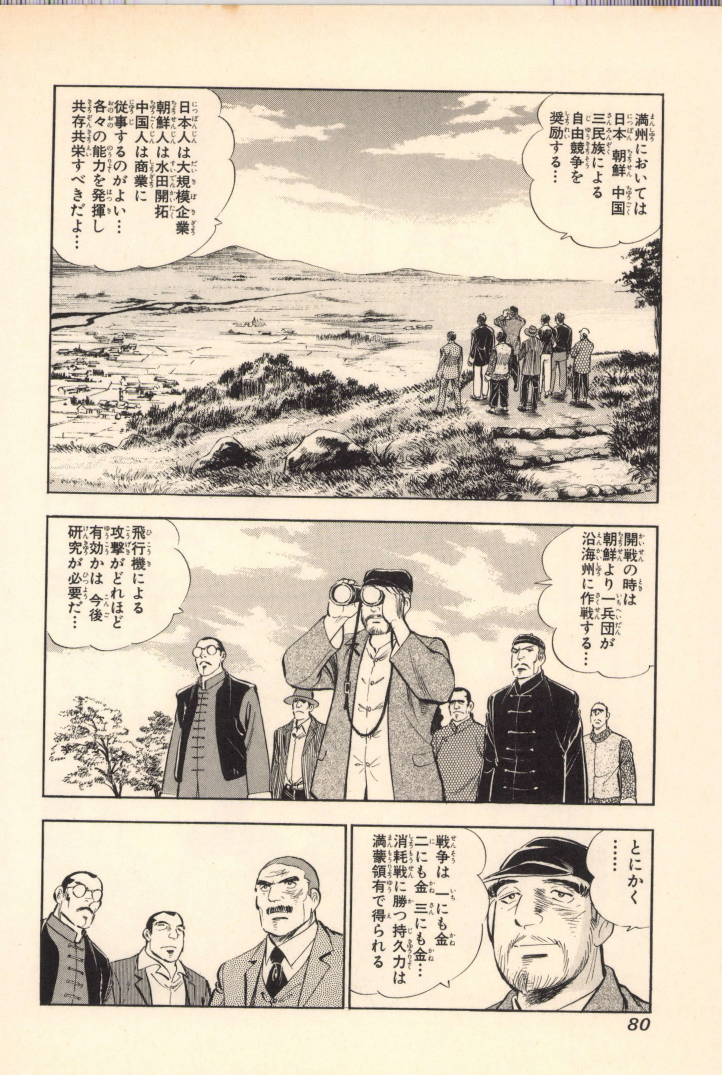 満州においては
日本 朝鮮 中国
三民族による
自由競争を
奨励する…
日本人は大規模企業
朝鮮人は水田開拓
中国人は商業に
従事するのがよい…
各々の能力を発揮し
共存共栄すべきだよ…
開戦の時は
朝鮮より一兵団が
沿海州に作戦する…
飛行機による
攻撃がどれほど
有効かは 今後
研究が必要だ…
とにかく
……
戦争は 一にも金
二にも金 三にも金…
消耗戦に勝つ持久力は
満蒙領有で得られる
80